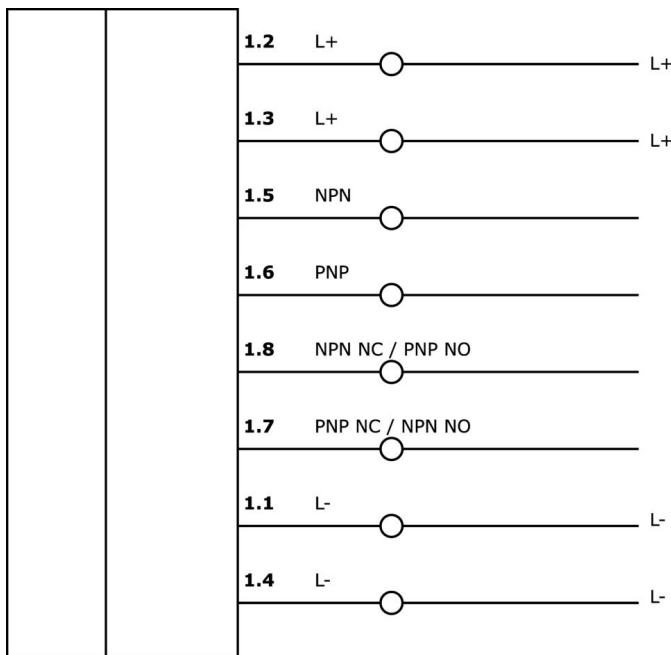 1.2 L+
L+
1.3 L+
L+
1.5 NPN
1.6 PNP
1.8 NPN NC / PNP NO
1.7 PNP NC / NPN NO
1.1 L-
L-
1.4 L-
L-